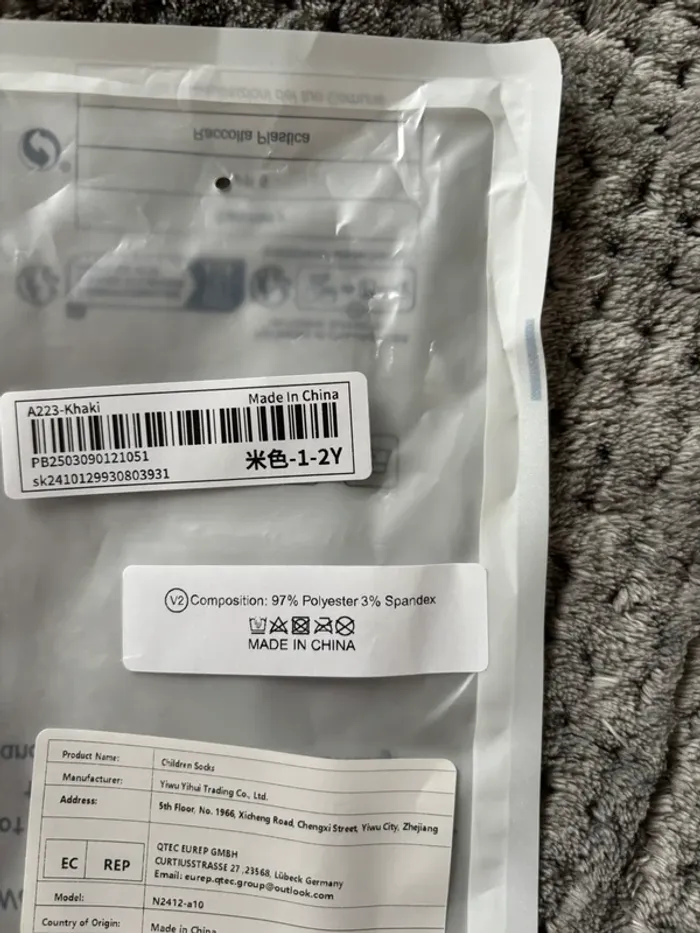 Raccolta Plastica
A223-Khaki
Made In China
PB2503090121051
米色-1-2Y
sk2410129930803931
V2 Composition: 97% Polyester 3% Spandex
MADE IN CHINA
Product Name: Children Socks
Manufacturer: Yiwu Yihui Trading Co., Ltd.
Address: 5th Floor, No. 1966, Xicheng Road, Chengxi Street, Yiwu City, Zhejiang
EC REP
QTEC EUREP GMBH
CURTIUSSTRASSE 27 ,23568, Lübeck Germany
Email: eurep.qtec.group@outlook.com
Model: N2412-a10
Country of Origin: Made in China